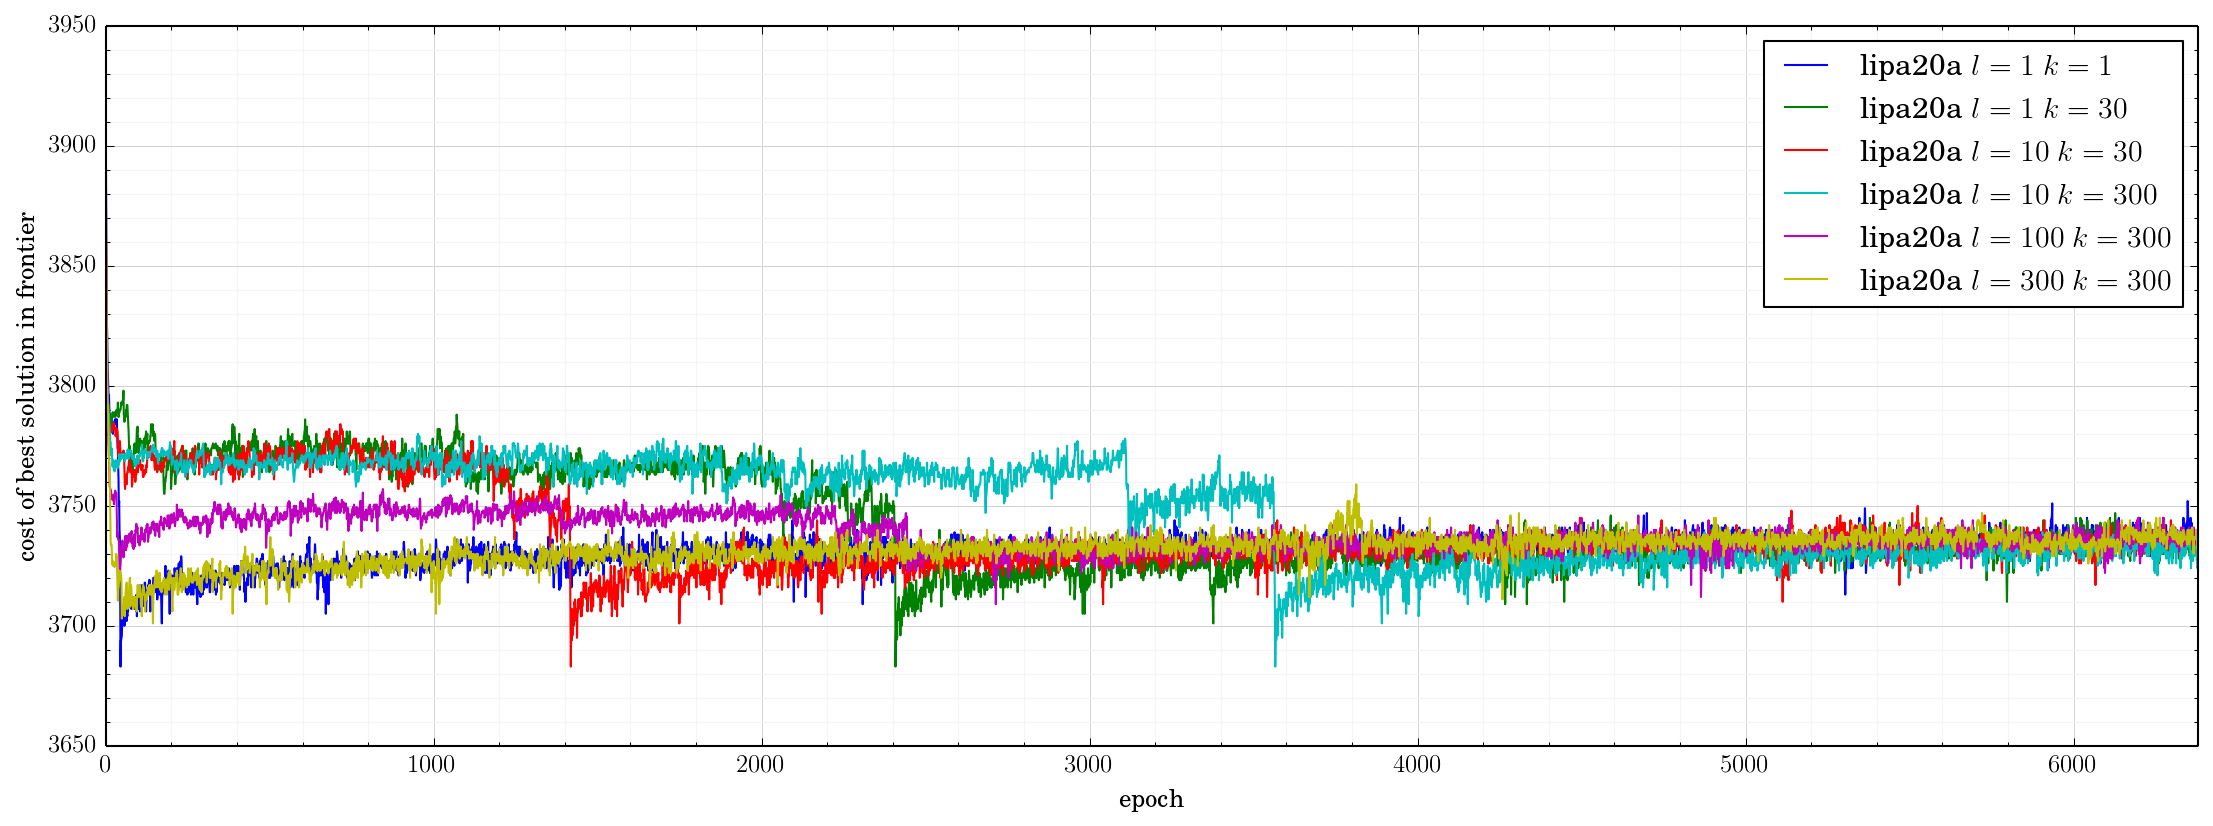 3950
3900
3850
3800
3750
3700
3650
cost of best solution in frontier
0 1000 2000 3000 4000 5000 6000
epoch
lipa20a l = 1 k = 1
lipa20a l = 1 k = 30
lipa20a l = 10 k = 30
lipa20a l = 10 k = 300
lipa20a l = 100 k = 300
lipa20a l = 300 k = 300